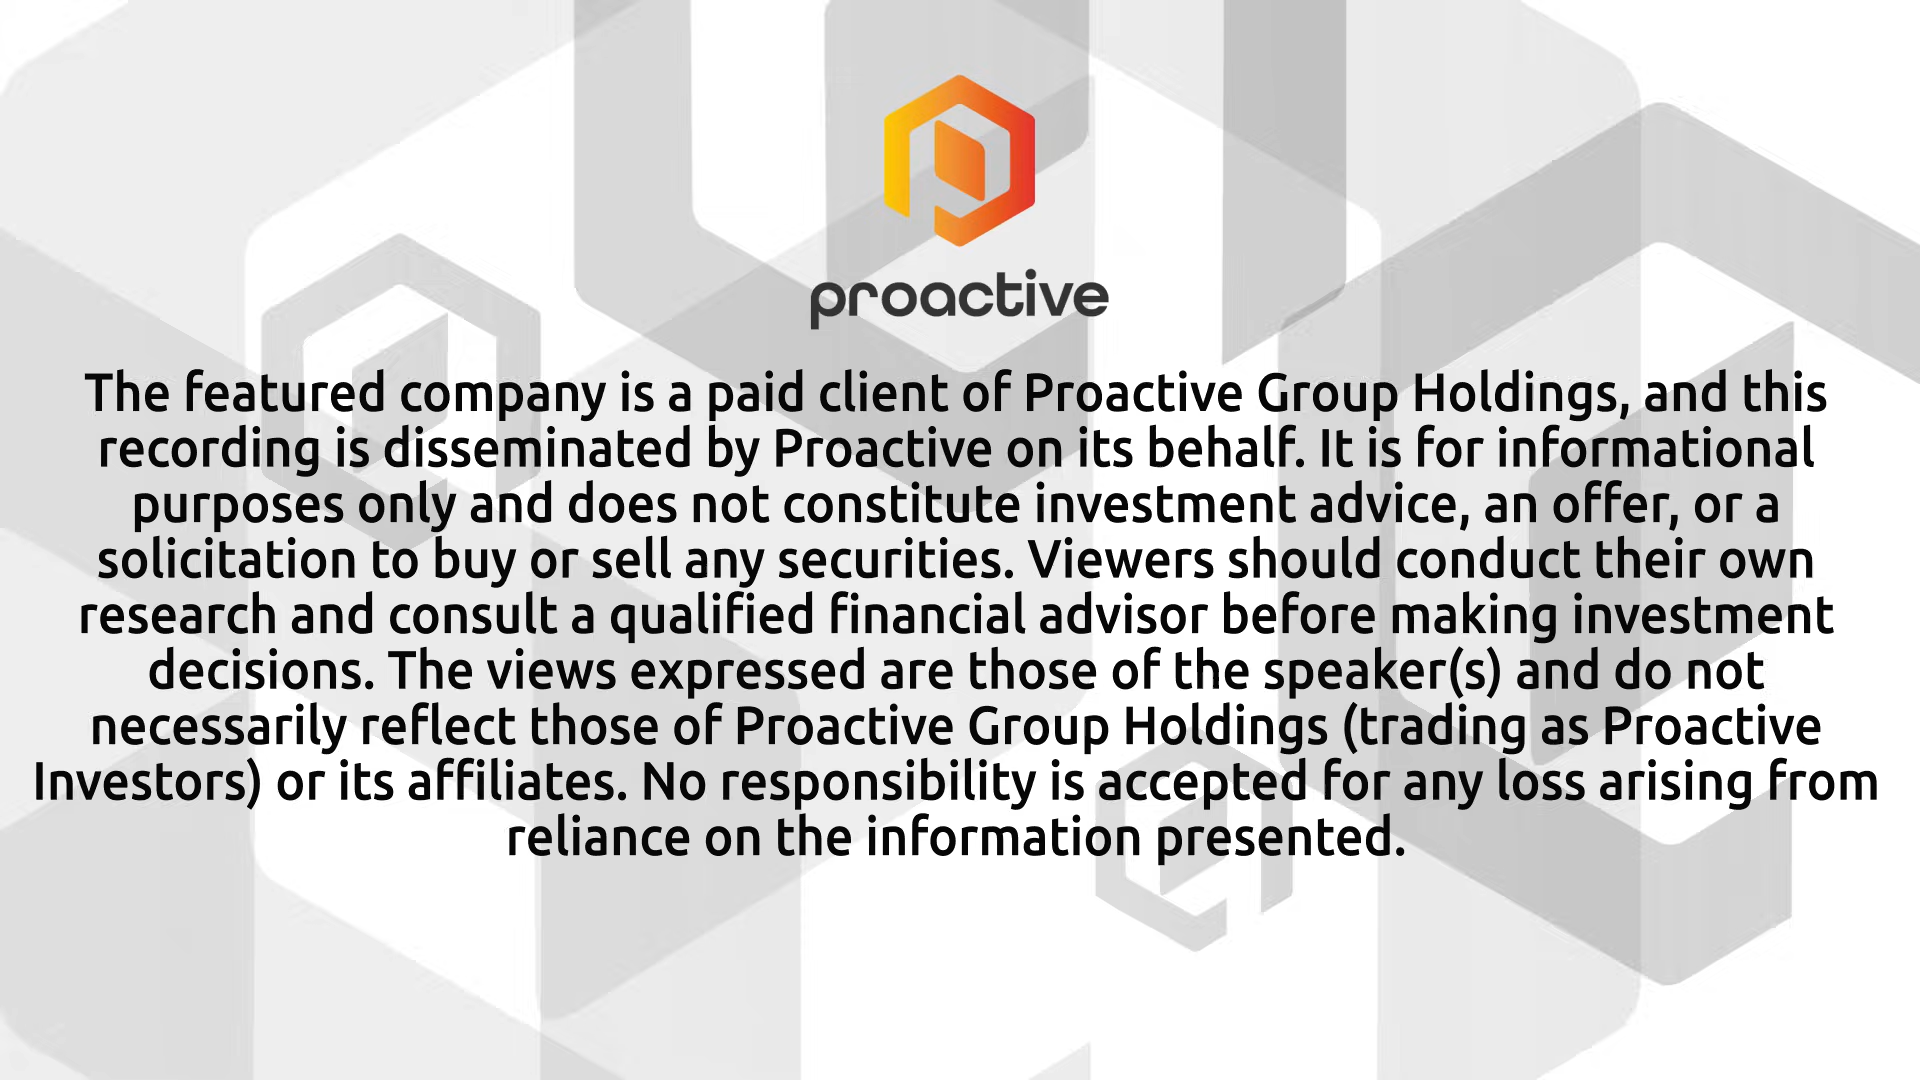 proactive
The featured company is a paid client of Proactive Group Holdings, and this
recording is disseminated by Proactive on its behalf. It is for informational
purposes only and does not constitute investment advice, an offer, or a
solicitation to buy or sell any securities. Viewers should conduct their own
research and consult a qualified financial advisor before making investment
decisions. The views expressed are those of the speaker(s) and do not
necessarily reflect those of Proactive Group Holdings (trading as Proactive
Investors) or its affiliates. No responsibility is accepted for any loss arising from
reliance on the information presented.